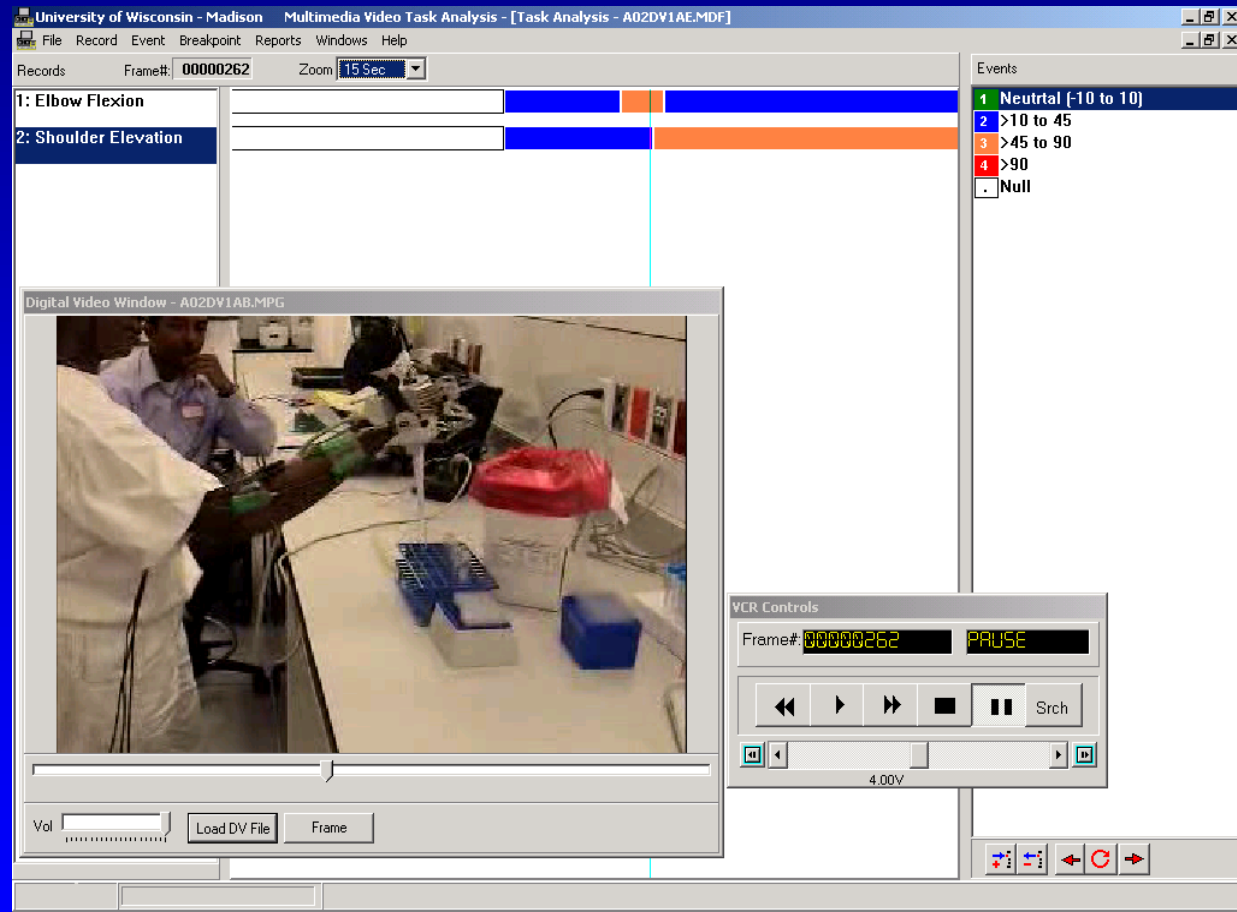 University of Wisconsin - Madison Multimedia Video Task Analysis - [Task Analysis - A02DV1AE.MDF]
File Record Event Breakpoint Reports Windows Help
Records Frame#: 00000262 Zoom 15 Sec
Events
1: Elbow Flexion
2: Shoulder Elevation
1 Neutrtal (-10 to 10)
2 >10 to 45
3 >45 to 90
4 >90
. Null
Digital Video Window - A02DV1AB.MPG
Vol Load DV File Frame
VCR Controls
Frame#: 00000262 PAUSE
Srch
4.00V